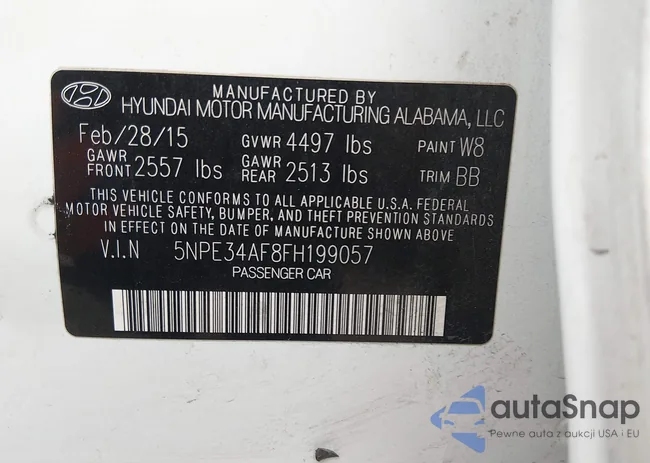 MANUFACTURED BY
HYUNDAI MOTOR MANUFACTURING ALABAMA, LLC
Feb/28/15 GVWR 4497 lbs PAINT W8
GAWR FRONT 2557 lbs GAWR REAR 2513 lbs TRIM BB
THIS VEHICLE CONFORMS TO ALL APPLICABLE U.S.A. FEDERAL
MOTOR VEHICLE SAFETY, BUMPER, AND THEFT PREVENTION STANDARDS
IN EFFECT ON THE DATE OF MANUFACTURE SHOWN ABOVE.
V.I.N 5NPE34AF8FH199057
PASSENGER CAR
autaSnap
Pewne auta z aukcji USA i EU